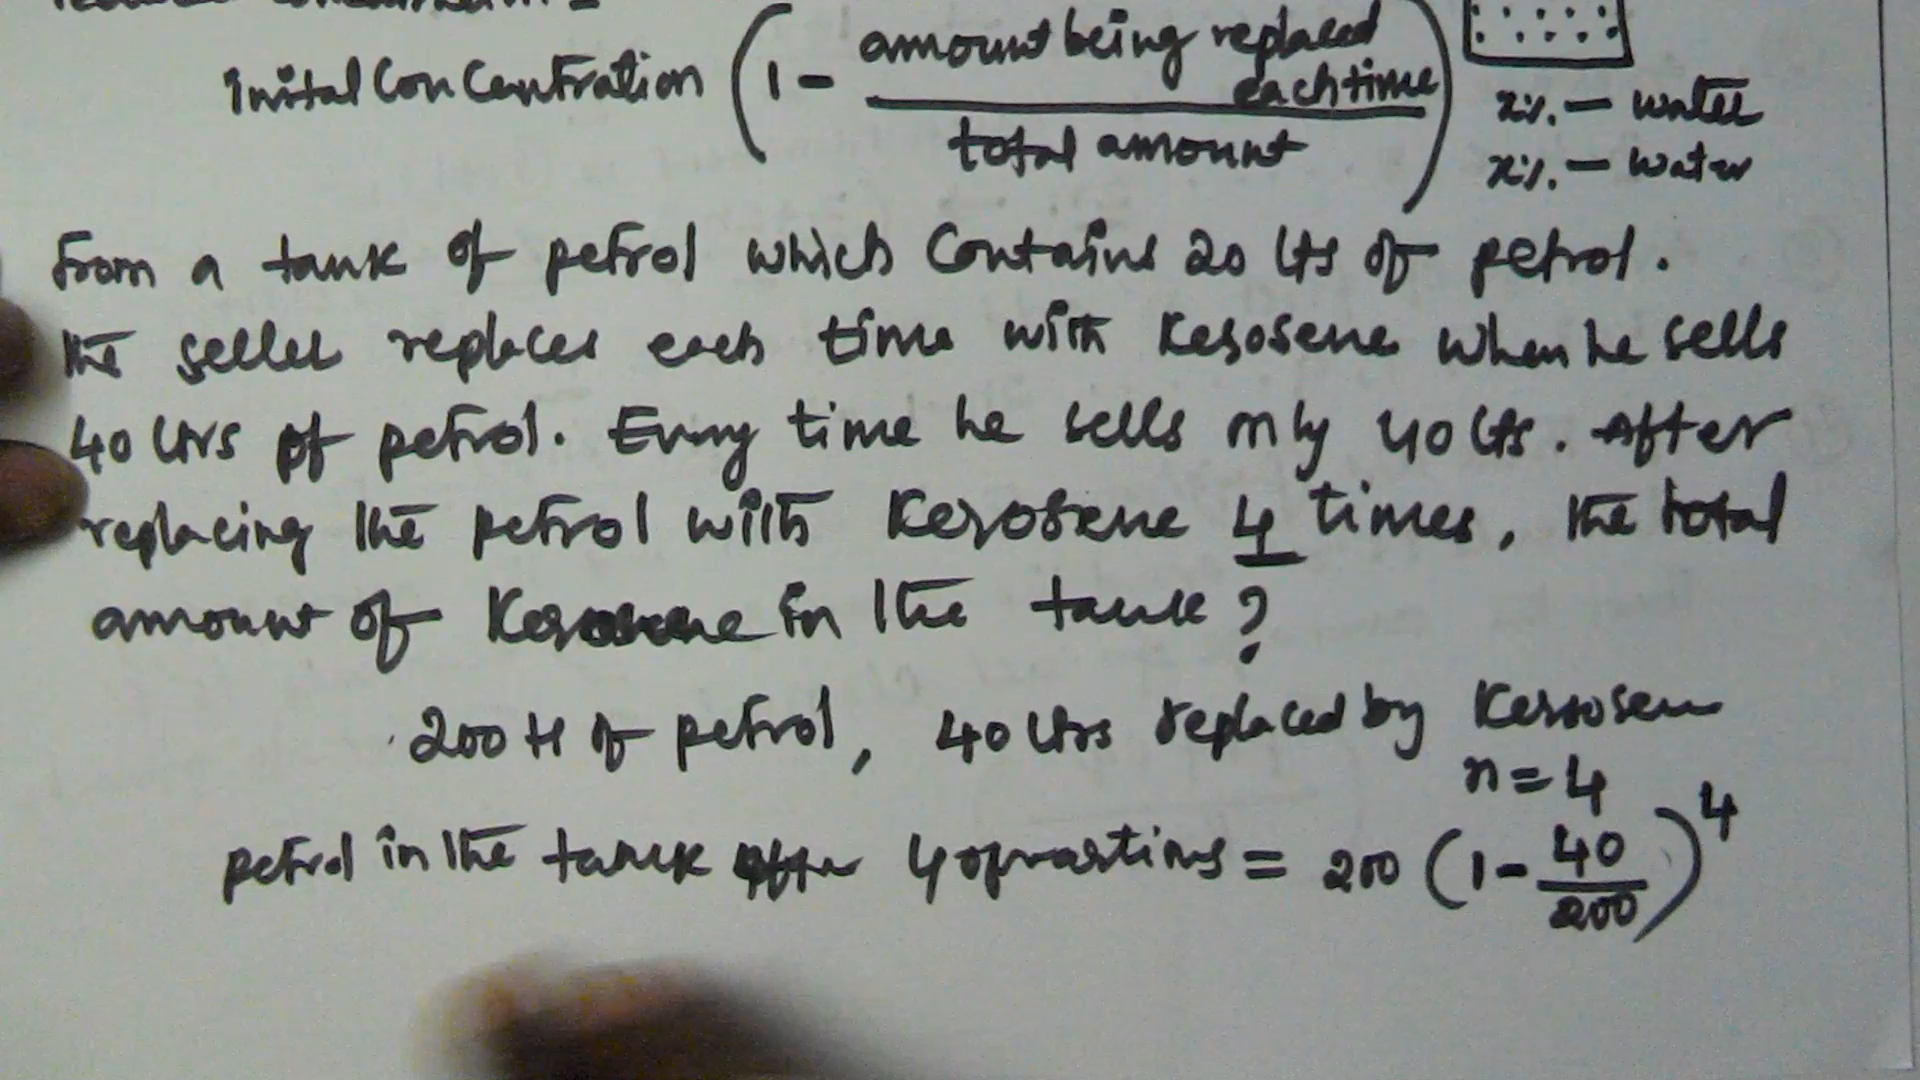 Inital Concentration (1 - amount being replaced each time / total amount)
x%. - water
x%. - water
From a tank of petrol which Contains 20 lts of petrol.
the seller replaces each time with Kerosene when he sells
40 ltrs of petrol. Every time he sells only 40 lts. After
replacing the petrol with Kerosene 4 times, the total
amount of Kerosene in the tank ?
200 lt of petrol, 40 ltrs replaced by Kerosene
n = 4
petrol in the tank after 4 operations = 200 (1 - 40/200)^4